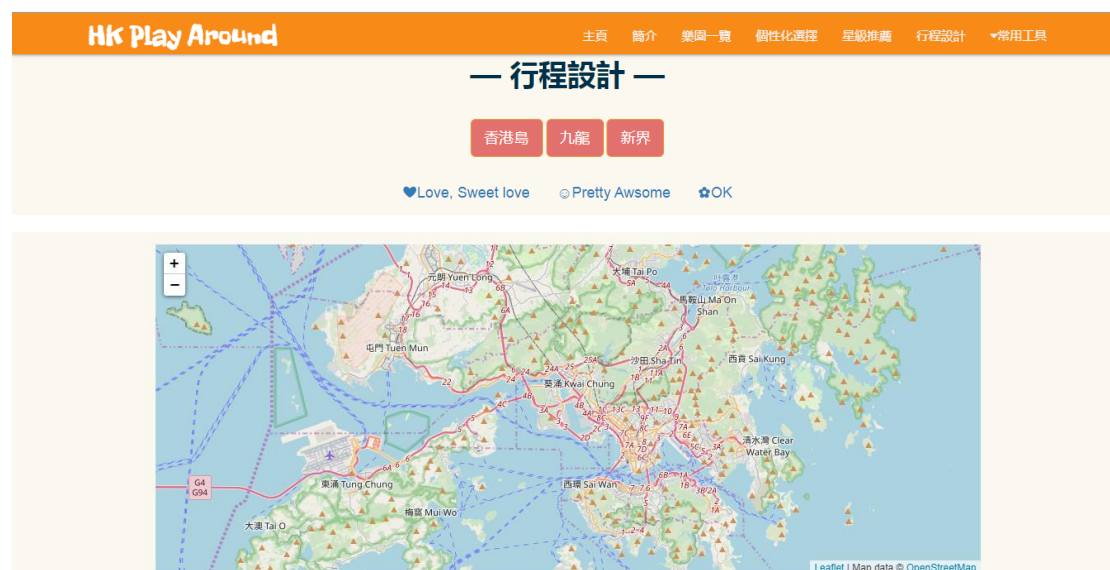 HK Play Around
主頁 簡介 樂園一覽 個性化選擇 星級推薦 行程設計 ▾常用工具
— 行程設計 —
香港島 九龍 新界
♥Love, Sweet love ☺Pretty Awsome ✿OK
+
−
元朗 Yuen Long
大埔 Tai Po
吐露港
Tolo Harbour
馬鞍山 Ma On
Shan
屯門 Tuen Mun
沙田 Sha Tin
西貢 Sai Kung
葵涌 Kwai Chung
清水灣 Clear
Water Bay
G4
G94
東涌 Tung Chung
西環 Sai Wan
梅窩 Mui Wo
大澳 Tai O
Leaflet | Map data © OpenStreetMap